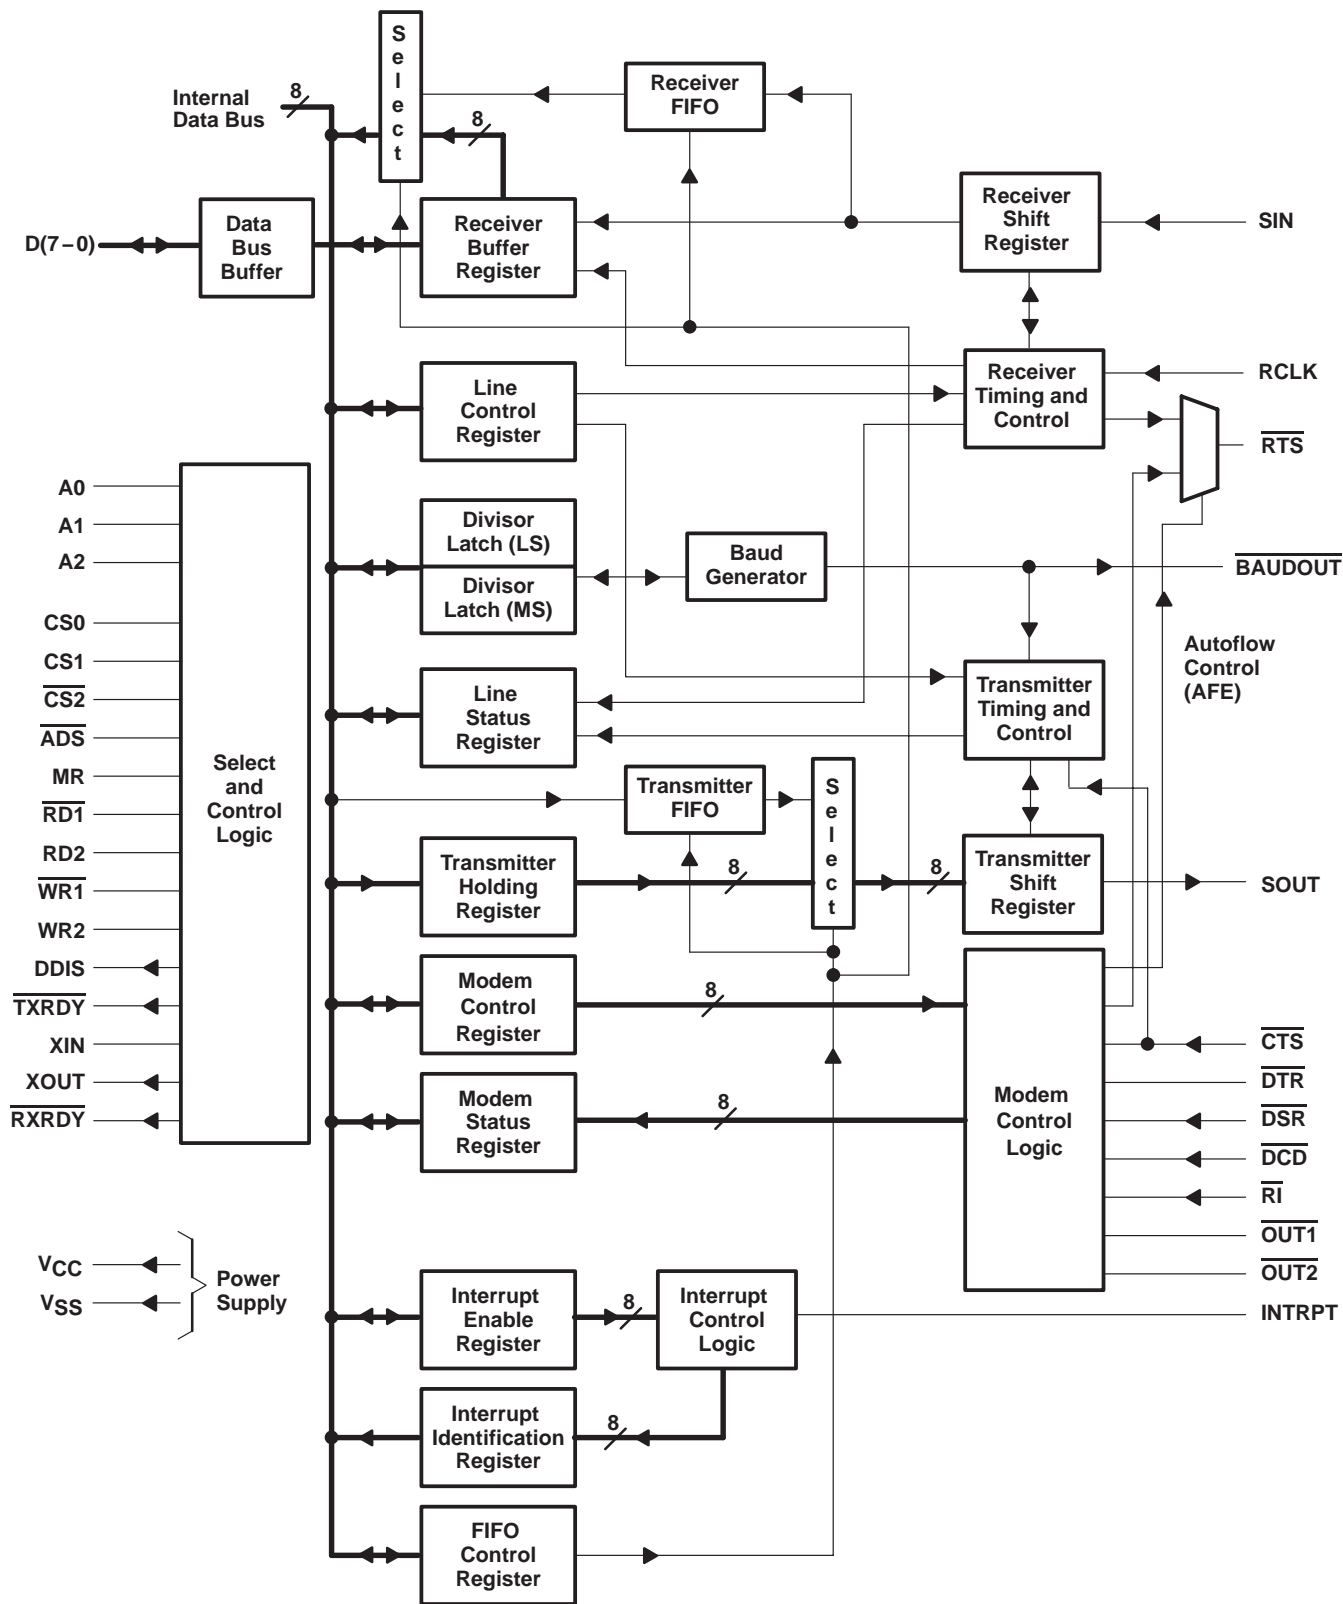 S
e
l
e
c
t
8
Internal
Data Bus
8
Receiver
FIFO
D(7–0)
Data
Bus
Buffer
Receiver
Buffer
Register
Receiver
Shift
Register
SIN
Line
Control
Register
Receiver
Timing and
Control
RCLK
RTS
A0
A1
A2
CS0
CS1
CS2
ADS
MR
RD1
RD2
WR1
WR2
DDIS
TXRDY
XIN
XOUT
RXRDY
Select
and
Control
Logic
Divisor
Latch (LS)
Divisor
Latch (MS)
Baud
Generator
BAUDOUT
Autoflow
Control
(AFE)
Line
Status
Register
Transmitter
Timing and
Control
Transmitter
FIFO
S
e
l
e
c
t
Transmitter
Holding
Register
8
8
Transmitter
Shift
Register
SOUT
Modem
Control
Register
8
Modem
Status
Register
8
Modem
Control
Logic
CTS
DTR
DSR
DCD
RI
OUT1
OUT2
INTRPT
VCC
VSS
Power
Supply
Interrupt
Enable
Register
8
Interrupt
Control
Logic
Interrupt
Identification
Register
8
FIFO
Control
Register